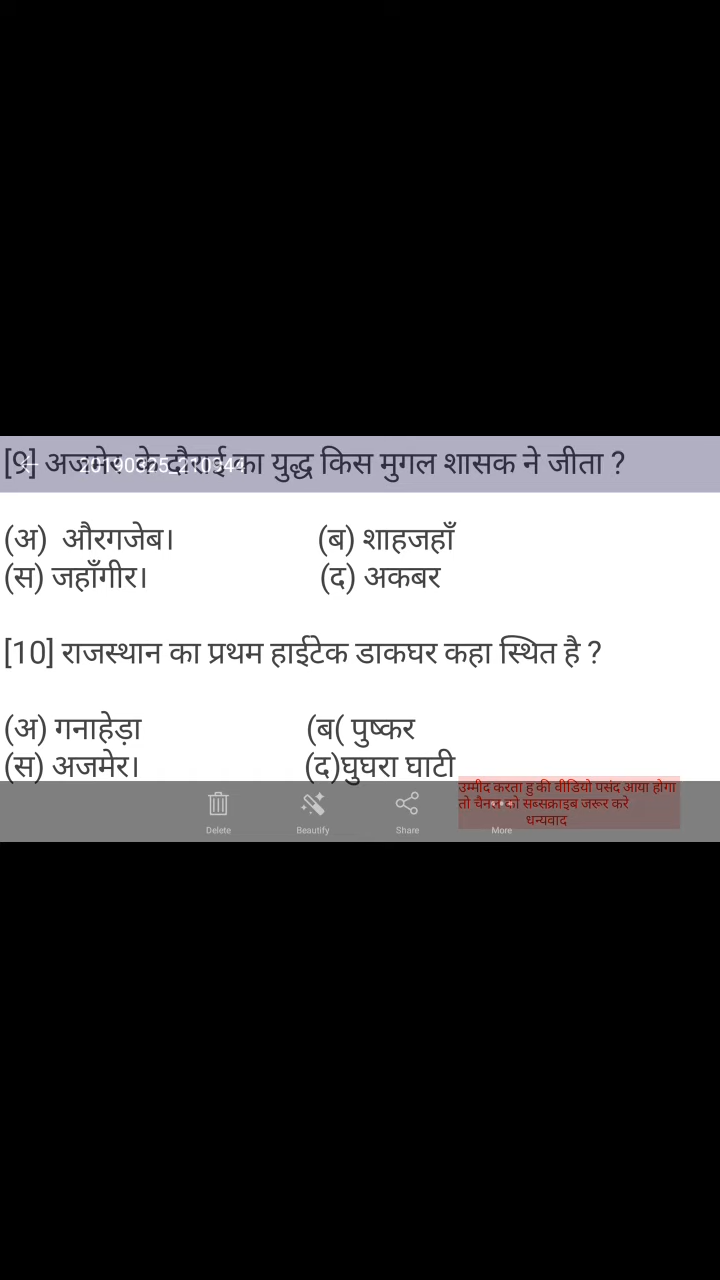 [9] अजमेर के दौराई का युद्ध किस मुगल शासक ने जीता ?
(अ) औरगजेब। (ब) शाहजहाँ
(स) जहाँगीर। (द) अकबर
[10] राजस्थान का प्रथम हाईटेक डाकघर कहा स्थित है ?
(अ) गनाहेड़ा (ब( पुष्कर
(स) अजमेर। (द)घुघरा घाटी
उम्मीद करता हु की वीडियो पसंद आया होगा
तो चैनल को सब्सक्राइब जरूर करे
धन्यवाद
Delete Beautify Share More